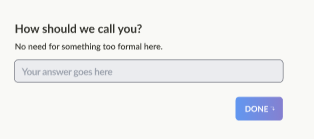 How should we call you?
No need for something too formal here.
Your answer goes here
DONE